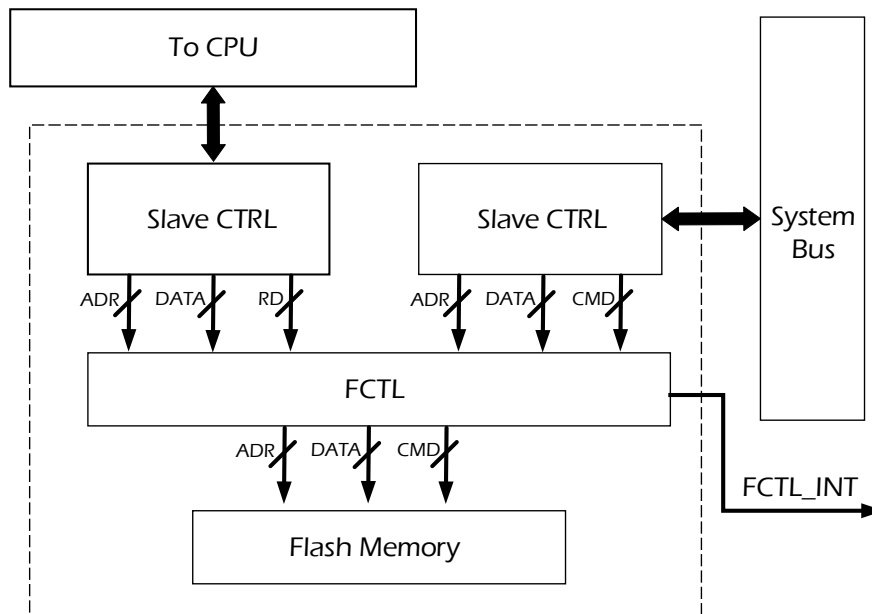 To CPU
Slave CTRL
Slave CTRL
System
Bus
ADR
DATA
RD
ADR
DATA
CMD
FCTL
ADR
DATA
CMD
FCTL_INT
Flash Memory